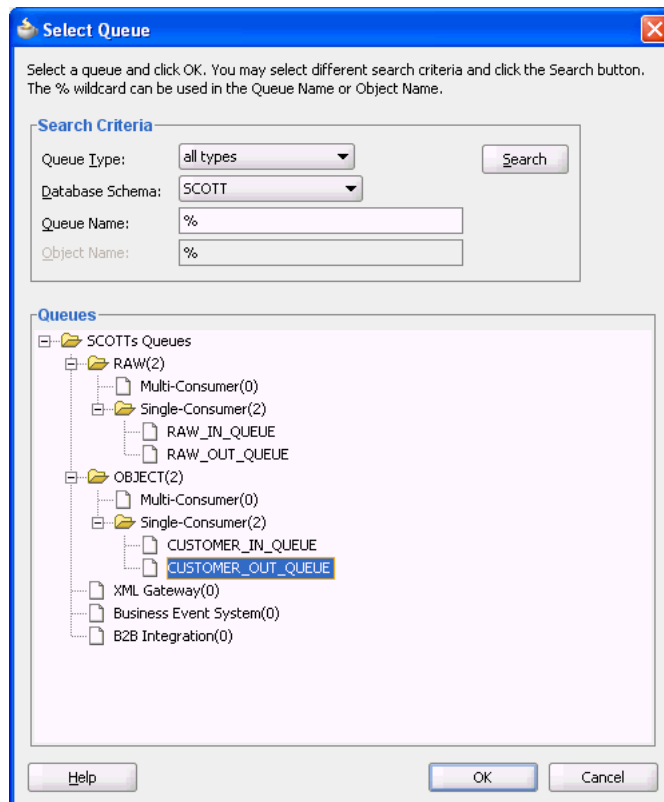 Select Queue
Select a queue and click OK. You may select different search criteria and click the Search button.
The % wildcard can be used in the Queue Name or Object Name.
Search Criteria
Queue Type: all types Search
Database Schema: SCOTT
Queue Name: %
Object Name: %
Queues
SCOTTs Queues
RAW(2)
Multi-Consumer(0)
Single-Consumer(2)
RAW_IN_QUEUE
RAW_OUT_QUEUE
OBJECT(2)
Multi-Consumer(0)
Single-Consumer(2)
CUSTOMER_IN_QUEUE
CUSTOMER_OUT_QUEUE
XML Gateway(0)
Business Event System(0)
B2B Integration(0)
Help OK Cancel